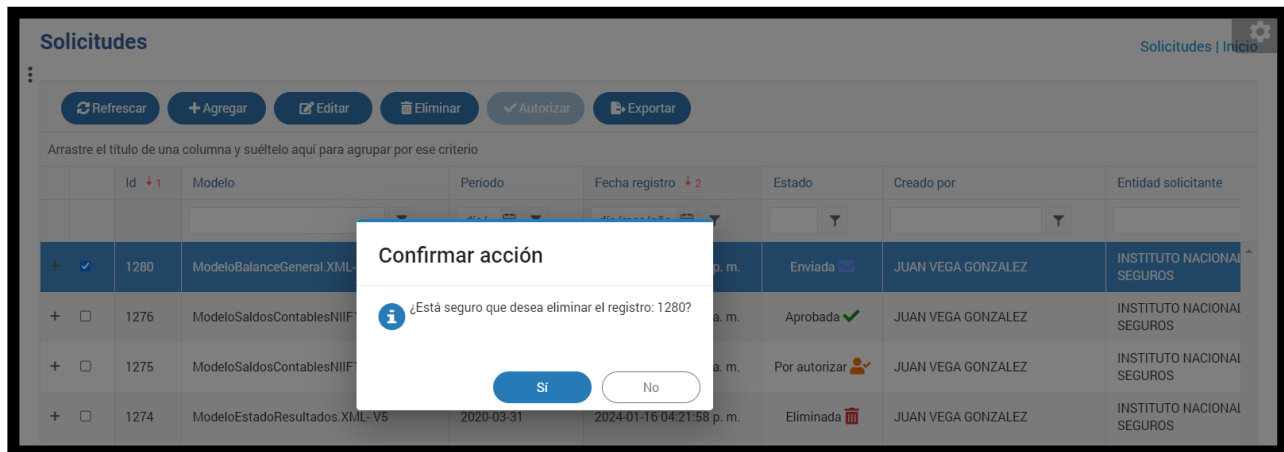 Solicitudes
Solicitudes | Inicio
Refrescar
Agregar
Editar
Eliminar
Autorizar
Exportar
Arrastre el título de una columna y suéltelo aquí para agrupar por ese criterio
Id 1 Modelo Período Fecha registro 2 Estado Creado por Entidad solicitante
Confirmar acción
¿Está seguro que desea eliminar el registro: 1280?
Sí No
1280 ModeloBalanceGeneral.XML- p. m. Enviada JUAN VEGA GONZALEZ INSTITUTO NACIONAL
SEGUROS
1276 ModeloSaldosContablesNIIF a. m. Aprobada JUAN VEGA GONZALEZ INSTITUTO NACIONAL
SEGUROS
1275 ModeloSaldosContablesNIIF a. m. Por autorizar JUAN VEGA GONZALEZ INSTITUTO NACIONAL
SEGUROS
1274 ModeloEstadoResultados.XML- V5 2020-03-31 2024-01-16 04:21:58 p. m. Eliminada JUAN VEGA GONZALEZ INSTITUTO NACIONAL
SEGUROS